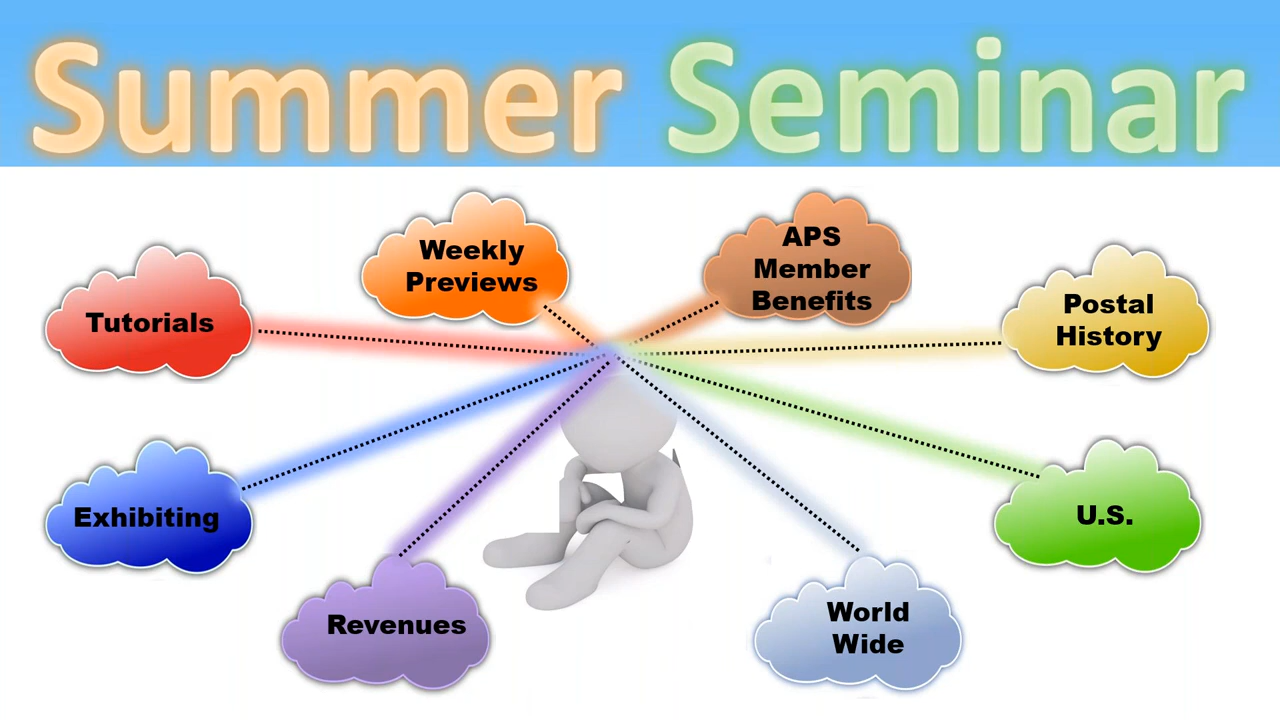 Summer Seminar
Weekly
Previews
APS
Member
Benefits
Tutorials
Postal
History
Exhibiting
U.S.
Revenues
World
Wide